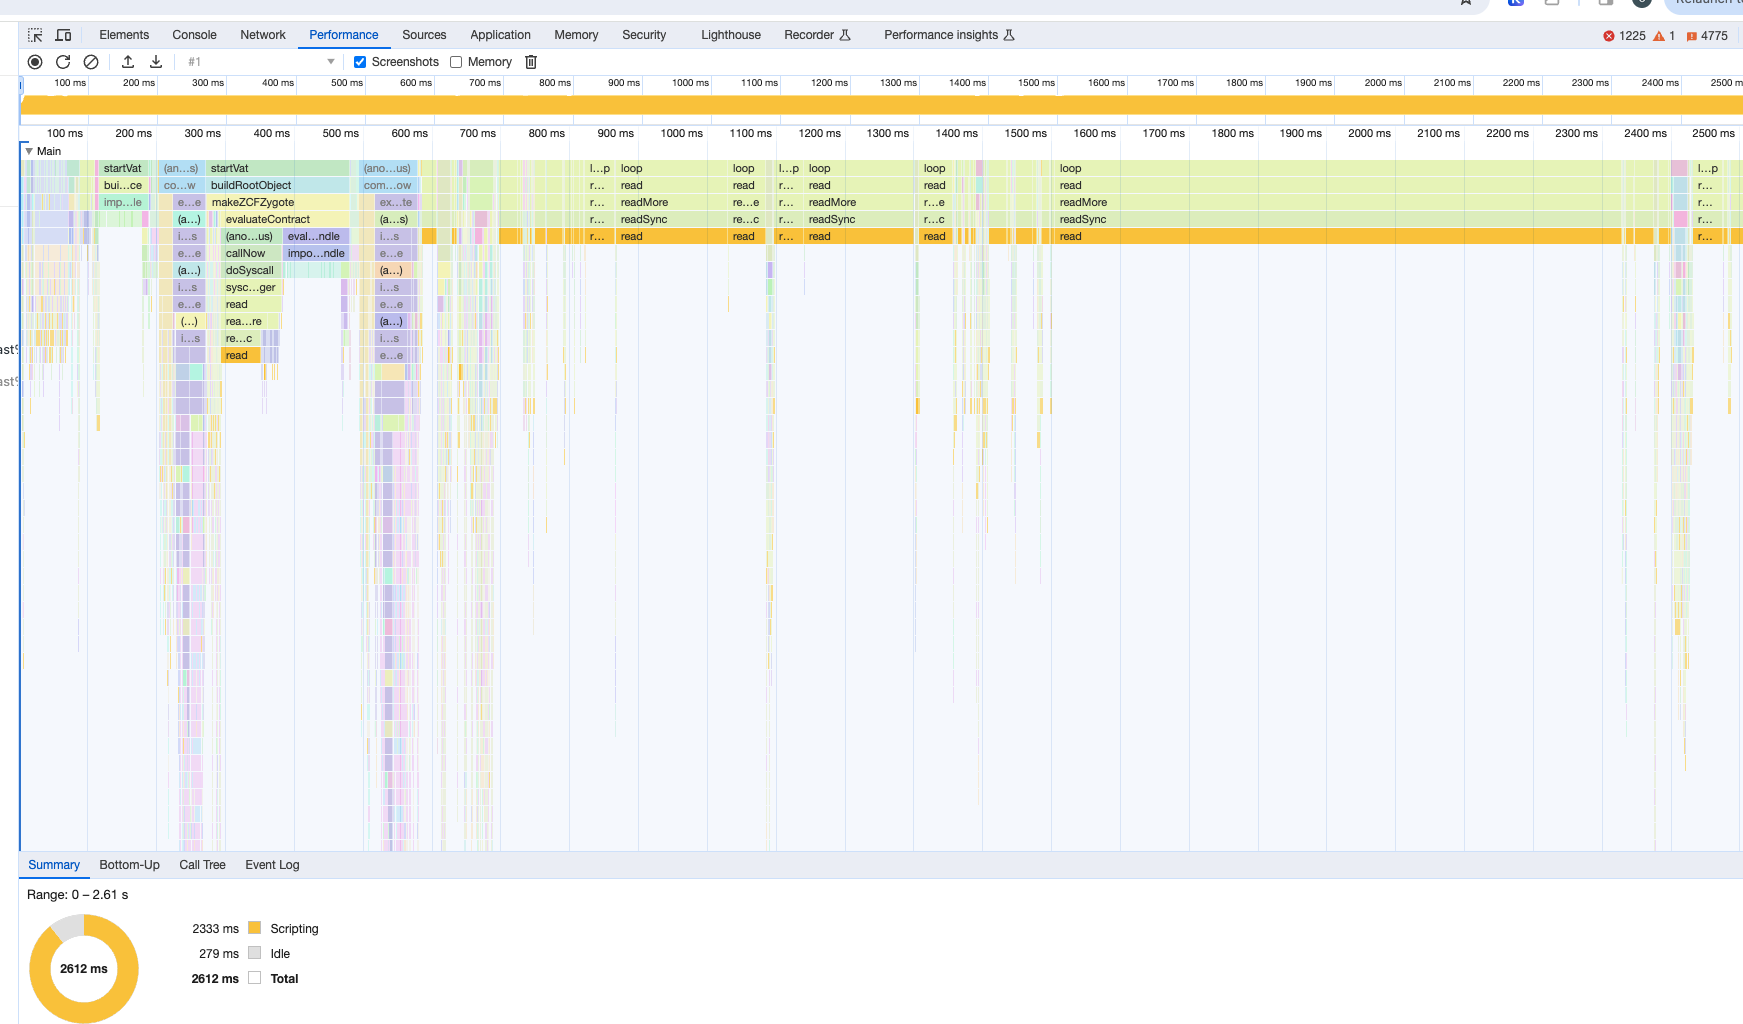 Elements Console Network Performance Sources Application Memory Security Lighthouse Recorder Performance insights 1225 1 4775
#1 Screenshots Memory
100 ms 200 ms 300 ms 400 ms 500 ms 600 ms 700 ms 800 ms 900 ms 1000 ms 1100 ms 1200 ms 1300 ms 1400 ms 1500 ms 1600 ms 1700 ms 1800 ms 1900 ms 2000 ms 2100 ms 2200 ms 2300 ms 2400 ms 2500 m
100 ms 200 ms 300 ms 400 ms 500 ms 600 ms 700 ms 800 ms 900 ms 1000 ms 1100 ms 1200 ms 1300 ms 1400 ms 1500 ms 1600 ms 1700 ms 1800 ms 1900 ms 2000 ms 2100 ms 2200 ms 2300 ms 2400 ms 2500 ms
Main
startVat (an...s) startVat (ano...us) l...p loop loop l...p loop loop loop l...p
bui...ce co...w buildRootObject com...ow r... read read r... read read read r...
imp...le e...e makeZCFZygote ex...te r... readMore re...e r... readMore r...e readMore r...
(a...) evaluateContract (a...s) r... readSync re...c r... readSync r...c readSync r...
i...s (ano...us) eval...ndle i...s r... read read r... read read read r...
e...e callNow impo...ndle e...e
(a...) doSyscall (a...)
i...s sysc...ger i...s
e...e read e...e
(...) rea...re (a...)
i...s re...c i...s
read e...e
Summary Bottom-Up Call Tree Event Log
Range: 0 – 2.61 s
2333 ms Scripting
279 ms Idle
2612 ms 2612 ms Total